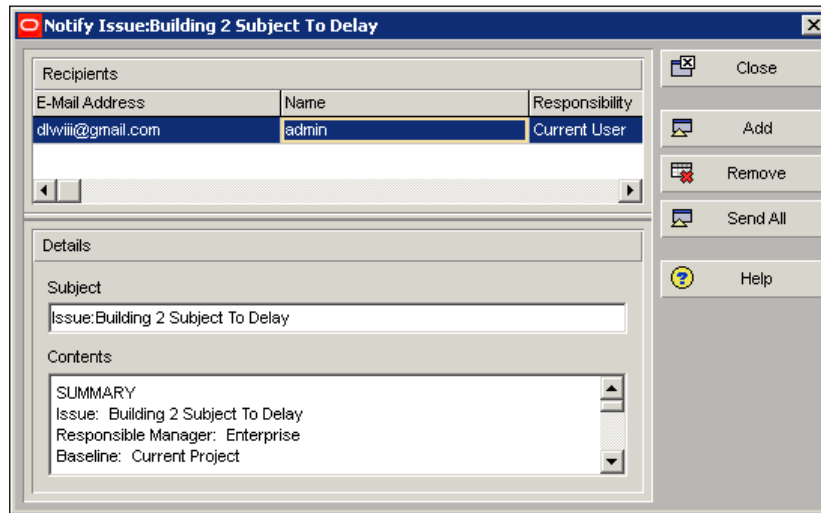 Notify Issue:Building 2 Subject To Delay
Recipients
E-Mail Address Name Responsibility
dlwiii@gmail.com admin Current User
Details
Subject
Issue:Building 2 Subject To Delay
Contents
SUMMARY
Issue: Building 2 Subject To Delay
Responsible Manager: Enterprise
Baseline: Current Project
Close
Add
Remove
Send All
Help